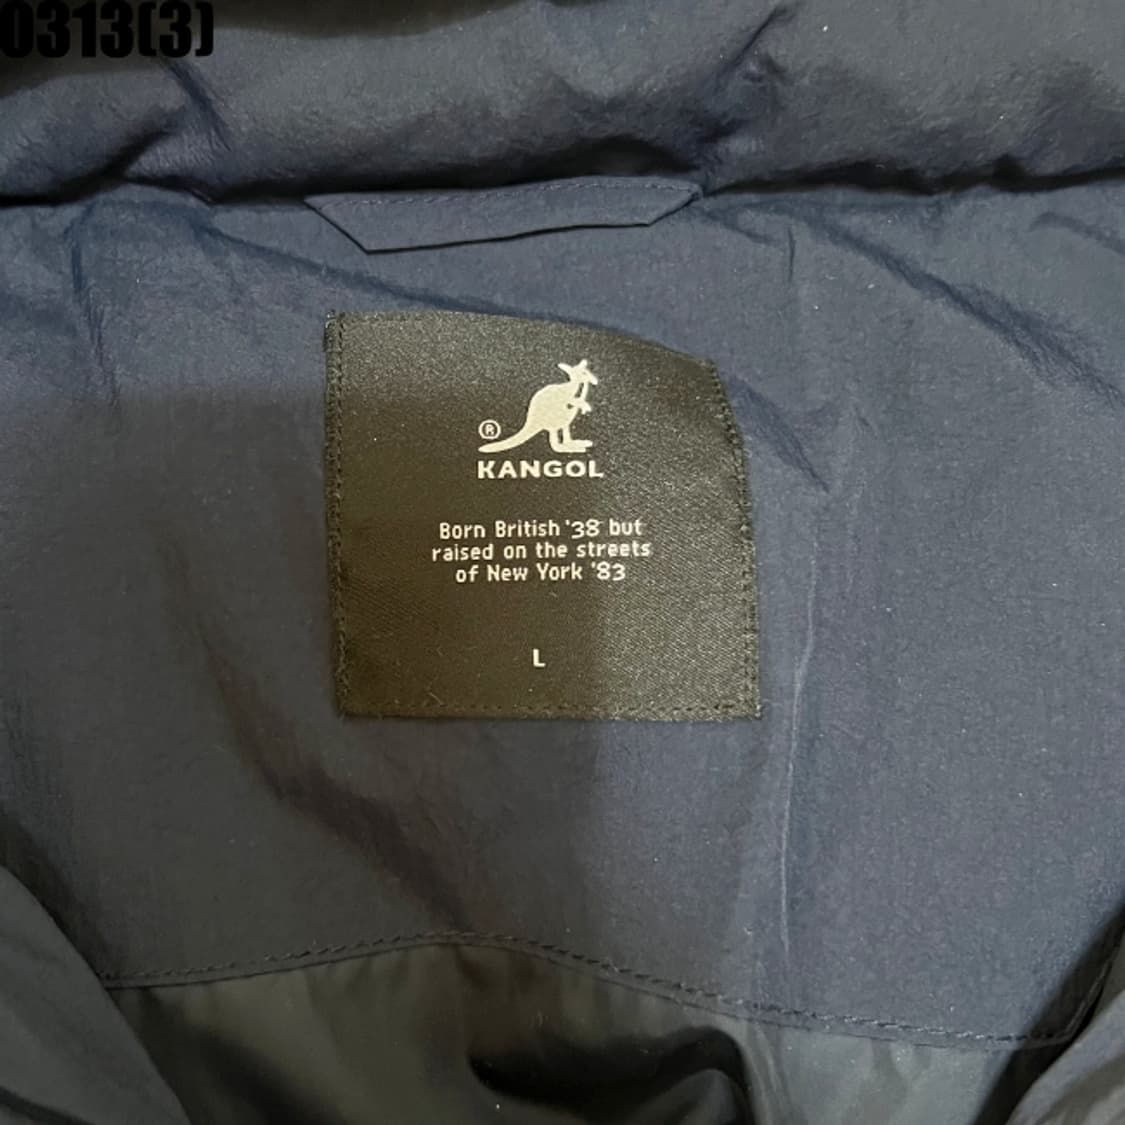 0313(3)
®
KANGOL
Born British '38 but
raised on the streets
of New York '83
L